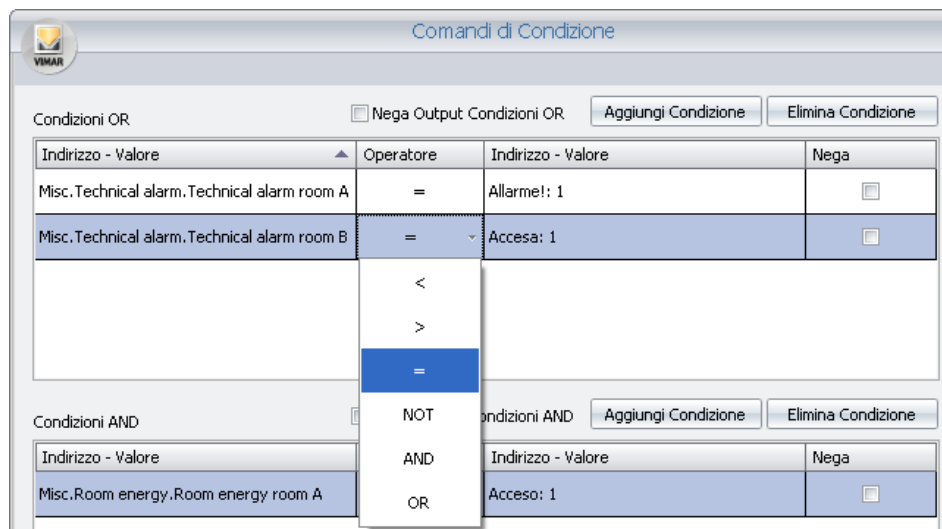 Comandi di Condizione
VIMAR
Condizioni OR Nega Output Condizioni OR Aggiungi Condizione Elimina Condizione
Indirizzo - Valore Operatore Indirizzo - Valore Nega
Misc.Technical alarm.Technical alarm room A = Allarme!: 1
Misc.Technical alarm.Technical alarm room B = Accesa: 1
<
>
=
NOT
Condizioni AND ondizioni AND Aggiungi Condizione Elimina Condizione
Indirizzo - Valore AND Indirizzo - Valore Nega
Misc.Room energy.Room energy room A Acceso: 1
OR